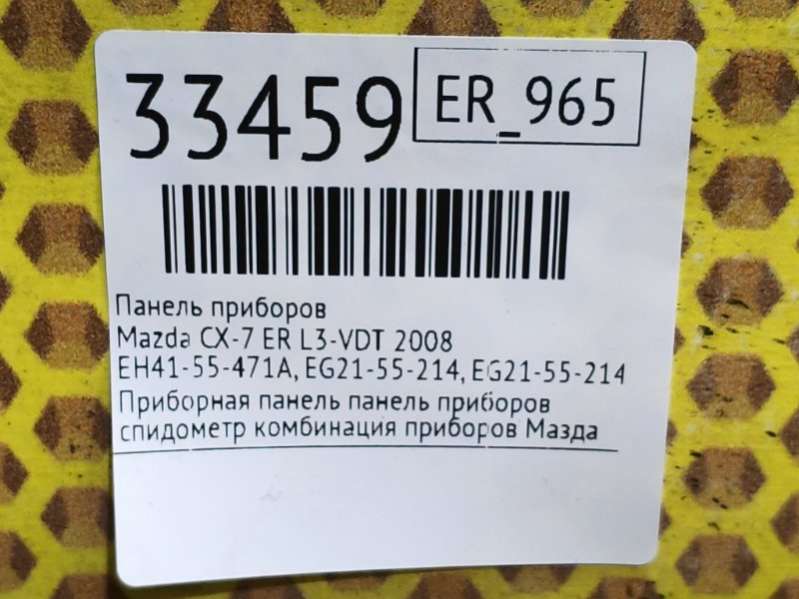 33459
ER_965
Панель приборов
Mazda CX-7 ER L3-VDT 2008
EH41-55-471A, EG21-55-214, EG21-55-214
Приборная панель панель приборов
спидометр комбинация приборов Мазда